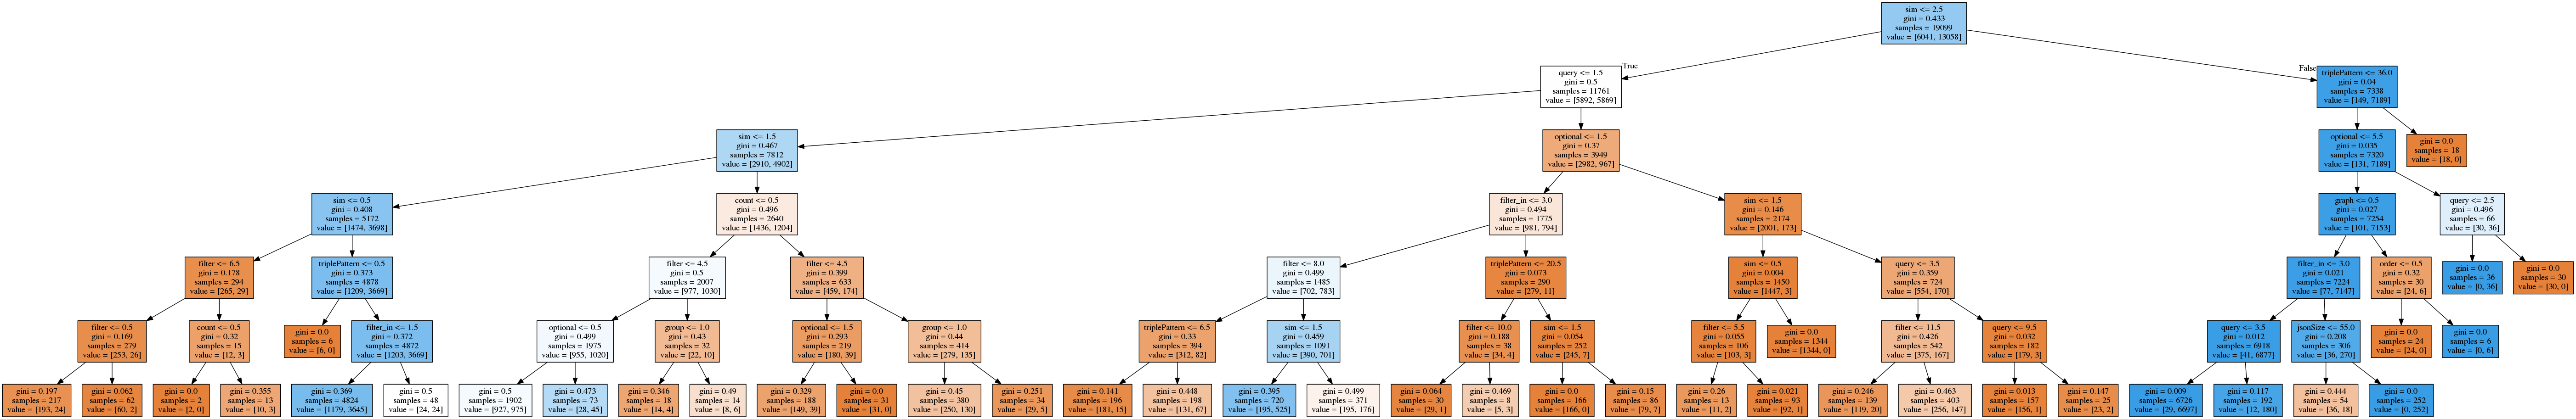 sim <= 2.5
gini = 0.433
samples = 19099
value = [6041, 13058]
True
False
query <= 1.5
gini = 0.5
samples = 11761
value = [5892, 5869]
triplePattern <= 36.0
gini = 0.04
samples = 7338
value = [149, 7189]
sim <= 1.5
gini = 0.467
samples = 7812
value = [2910, 4902]
optional <= 1.5
gini = 0.37
samples = 3949
value = [2982, 967]
optional <= 5.5
gini = 0.035
samples = 7320
value = [131, 7189]
gini = 0.0
samples = 18
value = [18, 0]
sim <= 0.5
gini = 0.408
samples = 5172
value = [1474, 3698]
count <= 0.5
gini = 0.496
samples = 2640
value = [1436, 1204]
filter_in <= 3.0
gini = 0.494
samples = 1775
value = [981, 794]
sim <= 1.5
gini = 0.146
samples = 2174
value = [2001, 173]
graph <= 0.5
gini = 0.027
samples = 7254
value = [101, 7153]
query <= 2.5
gini = 0.496
samples = 66
value = [30, 36]
filter <= 6.5
gini = 0.178
samples = 294
value = [265, 29]
triplePattern <= 0.5
gini = 0.373
samples = 4878
value = [1209, 3669]
filter <= 4.5
gini = 0.5
samples = 2007
value = [977, 1030]
filter <= 4.5
gini = 0.399
samples = 633
value = [459, 174]
filter <= 8.0
gini = 0.499
samples = 1485
value = [702, 783]
triplePattern <= 20.5
gini = 0.073
samples = 290
value = [279, 11]
sim <= 0.5
gini = 0.004
samples = 1450
value = [1447, 3]
query <= 3.5
gini = 0.359
samples = 724
value = [554, 170]
filter_in <= 3.0
gini = 0.021
samples = 7224
value = [77, 7147]
order <= 0.5
gini = 0.32
samples = 30
value = [24, 6]
gini = 0.0
samples = 36
value = [0, 36]
gini = 0.0
samples = 30
value = [30, 0]
filter <= 0.5
gini = 0.169
samples = 279
value = [253, 26]
count <= 0.5
gini = 0.32
samples = 15
value = [12, 3]
gini = 0.0
samples = 6
value = [6, 0]
filter_in <= 1.5
gini = 0.372
samples = 4872
value = [1203, 3669]
optional <= 0.5
gini = 0.499
samples = 1975
value = [955, 1020]
group <= 1.0
gini = 0.43
samples = 32
value = [22, 10]
optional <= 1.5
gini = 0.293
samples = 219
value = [180, 39]
group <= 1.0
gini = 0.44
samples = 414
value = [279, 135]
triplePattern <= 6.5
gini = 0.33
samples = 394
value = [312, 82]
sim <= 1.5
gini = 0.459
samples = 1091
value = [390, 701]
filter <= 10.0
gini = 0.188
samples = 38
value = [34, 4]
sim <= 1.5
gini = 0.054
samples = 252
value = [245, 7]
filter <= 5.5
gini = 0.055
samples = 106
value = [103, 3]
gini = 0.0
samples = 1344
value = [1344, 0]
filter <= 11.5
gini = 0.426
samples = 542
value = [375, 167]
query <= 9.5
gini = 0.032
samples = 182
value = [179, 3]
query <= 3.5
gini = 0.012
samples = 6918
value = [41, 6877]
jsonSize <= 55.0
gini = 0.208
samples = 306
value = [36, 270]
gini = 0.0
samples = 24
value = [24, 0]
gini = 0.0
samples = 6
value = [0, 6]
gini = 0.197
samples = 217
value = [193, 24]
gini = 0.062
samples = 62
value = [60, 2]
gini = 0.0
samples = 2
value = [2, 0]
gini = 0.355
samples = 13
value = [10, 3]
gini = 0.369
samples = 4824
value = [1179, 3645]
gini = 0.5
samples = 48
value = [24, 24]
gini = 0.5
samples = 1902
value = [927, 975]
gini = 0.473
samples = 73
value = [28, 45]
gini = 0.346
samples = 18
value = [14, 4]
gini = 0.49
samples = 14
value = [8, 6]
gini = 0.329
samples = 188
value = [149, 39]
gini = 0.0
samples = 31
value = [31, 0]
gini = 0.45
samples = 380
value = [250, 130]
gini = 0.251
samples = 34
value = [29, 5]
gini = 0.141
samples = 196
value = [181, 15]
gini = 0.448
samples = 198
value = [131, 67]
gini = 0.395
samples = 720
value = [195, 525]
gini = 0.499
samples = 371
value = [195, 176]
gini = 0.064
samples = 30
value = [29, 1]
gini = 0.469
samples = 8
value = [5, 3]
gini = 0.0
samples = 166
value = [166, 0]
gini = 0.15
samples = 86
value = [79, 7]
gini = 0.26
samples = 13
value = [11, 2]
gini = 0.021
samples = 93
value = [92, 1]
gini = 0.246
samples = 139
value = [119, 20]
gini = 0.463
samples = 403
value = [256, 147]
gini = 0.013
samples = 157
value = [156, 1]
gini = 0.147
samples = 25
value = [23, 2]
gini = 0.009
samples = 6726
value = [29, 6697]
gini = 0.117
samples = 192
value = [12, 180]
gini = 0.444
samples = 54
value = [36, 18]
gini = 0.0
samples = 252
value = [0, 252]